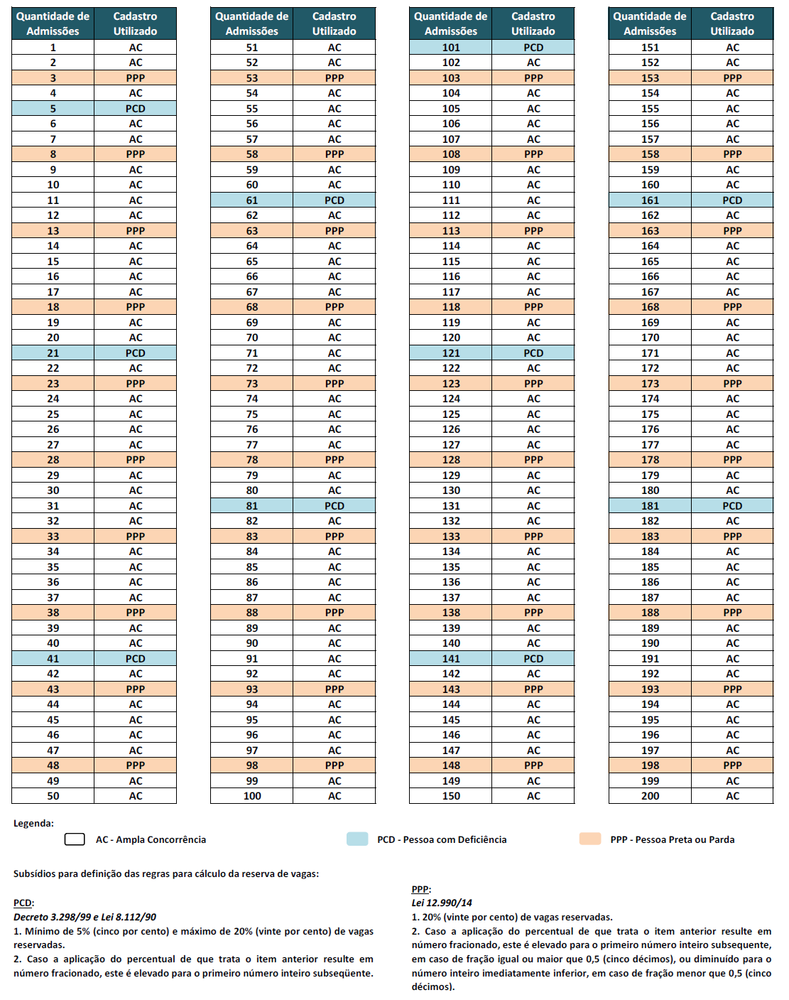 Quantidade de Admissões Cadastro Utilizado
1 AC
2 AC
3 PPP
4 AC
5 PCD
6 AC
7 AC
8 PPP
9 AC
10 AC
11 AC
12 AC
13 PPP
14 AC
15 AC
16 AC
17 AC
18 PPP
19 AC
20 AC
21 PCD
22 AC
23 PPP
24 AC
25 AC
26 AC
27 AC
28 PPP
29 AC
30 AC
31 AC
32 AC
33 PPP
34 AC
35 AC
36 AC
37 AC
38 PPP
39 AC
40 AC
41 PCD
42 AC
43 PPP
44 AC
45 AC
46 AC
47 AC
48 PPP
49 AC
50 AC
Quantidade de Admissões Cadastro Utilizado
51 AC
52 AC
53 PPP
54 AC
55 AC
56 AC
57 AC
58 PPP
59 AC
60 AC
61 PCD
62 AC
63 PPP
64 AC
65 AC
66 AC
67 AC
68 PPP
69 AC
70 AC
71 AC
72 AC
73 PPP
74 AC
75 AC
76 AC
77 AC
78 PPP
79 AC
80 AC
81 PCD
82 AC
83 PPP
84 AC
85 AC
86 AC
87 AC
88 PPP
89 AC
90 AC
91 AC
92 AC
93 PPP
94 AC
95 AC
96 AC
97 AC
98 PPP
99 AC
100 AC
Quantidade de Admissões Cadastro Utilizado
101 PCD
102 AC
103 PPP
104 AC
105 AC
106 AC
107 AC
108 PPP
109 AC
110 AC
111 AC
112 AC
113 PPP
114 AC
115 AC
116 AC
117 AC
118 PPP
119 AC
120 AC
121 PCD
122 AC
123 PPP
124 AC
125 AC
126 AC
127 AC
128 PPP
129 AC
130 AC
131 AC
132 AC
133 PPP
134 AC
135 AC
136 AC
137 AC
138 PPP
139 AC
140 AC
141 PCD
142 AC
143 PPP
144 AC
145 AC
146 AC
147 AC
148 PPP
149 AC
150 AC
Quantidade de Admissões Cadastro Utilizado
151 AC
152 AC
153 PPP
154 AC
155 AC
156 AC
157 AC
158 PPP
159 AC
160 AC
161 PCD
162 AC
163 PPP
164 AC
165 AC
166 AC
167 AC
168 PPP
169 AC
170 AC
171 AC
172 AC
173 PPP
174 AC
175 AC
176 AC
177 AC
178 PPP
179 AC
180 AC
181 PCD
182 AC
183 PPP
184 AC
185 AC
186 AC
187 AC
188 PPP
189 AC
190 AC
191 AC
192 AC
193 PPP
194 AC
195 AC
196 AC
197 AC
198 PPP
199 AC
200 AC
Legenda:
AC - Ampla Concorrência
PCD - Pessoa com Deficiência
PPP - Pessoa Preta ou Parda
Subsídios para definição das regras para cálculo da reserva de vagas:
PCD:
Decreto 3.298/99 e Lei 8.112/90
1. Mínimo de 5% (cinco por cento) e máximo de 20% (vinte por cento) de vagas
reservadas.
2. Caso a aplicação do percentual de que trata o item anterior resulte em
número fracionado, este é elevado para o primeiro número inteiro subseqüente.
PPP:
Lei 12.990/14
1. 20% (vinte por cento) de vagas reservadas.
2. Caso a aplicação do percentual de que trata o item anterior resulte em
número fracionado, este é elevado para o primeiro número inteiro subsequente,
em caso de fração igual ou maior que 0,5 (cinco décimos), ou diminuído para o
número inteiro imediatamente inferior, em caso de fração menor que 0,5 (cinco
décimos).